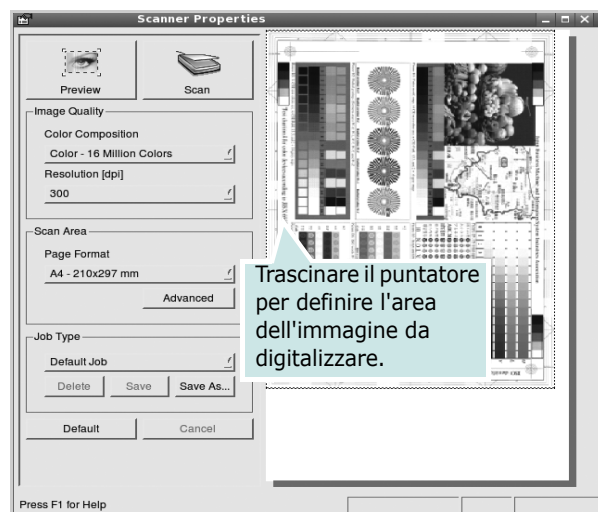 Scanner Properties
Preview
Scan
Image Quality
Color Composition
Color - 16 Million Colors
Resolution [dpi]
300
Scan Area
Page Format
A4 - 210x297 mm
Advanced
Job Type
Default Job
Delete
Save
Save As...
Default
Cancel
Trascinare il puntatore
per definire l'area
dell'immagine da
digitalizzare.
Press F1 for Help